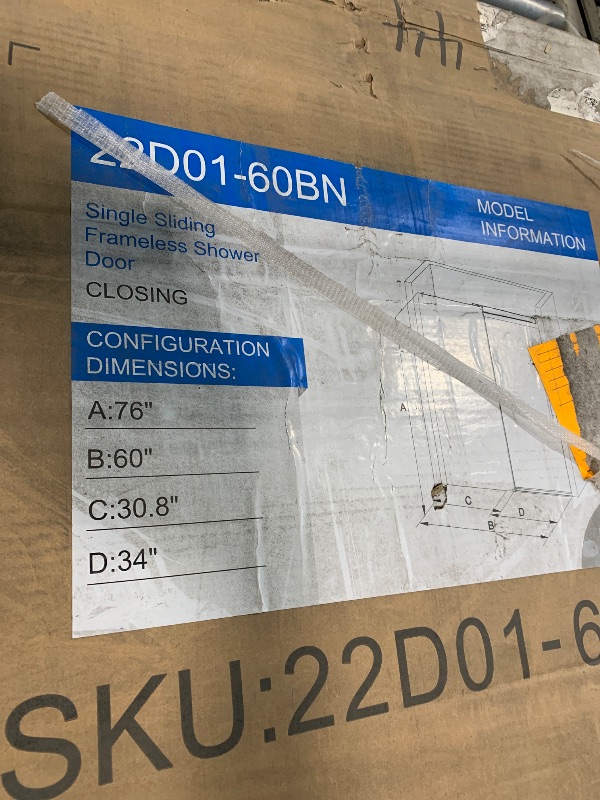 22D01-60BN
MODEL
INFORMATION
Single Sliding
Frameless Shower
Door
CLOSING
CONFIGURATION
DIMENSIONS:
A:76"
B:60"
C:30.8"
D:34"
A
C
D
B
SKU:22D01-6